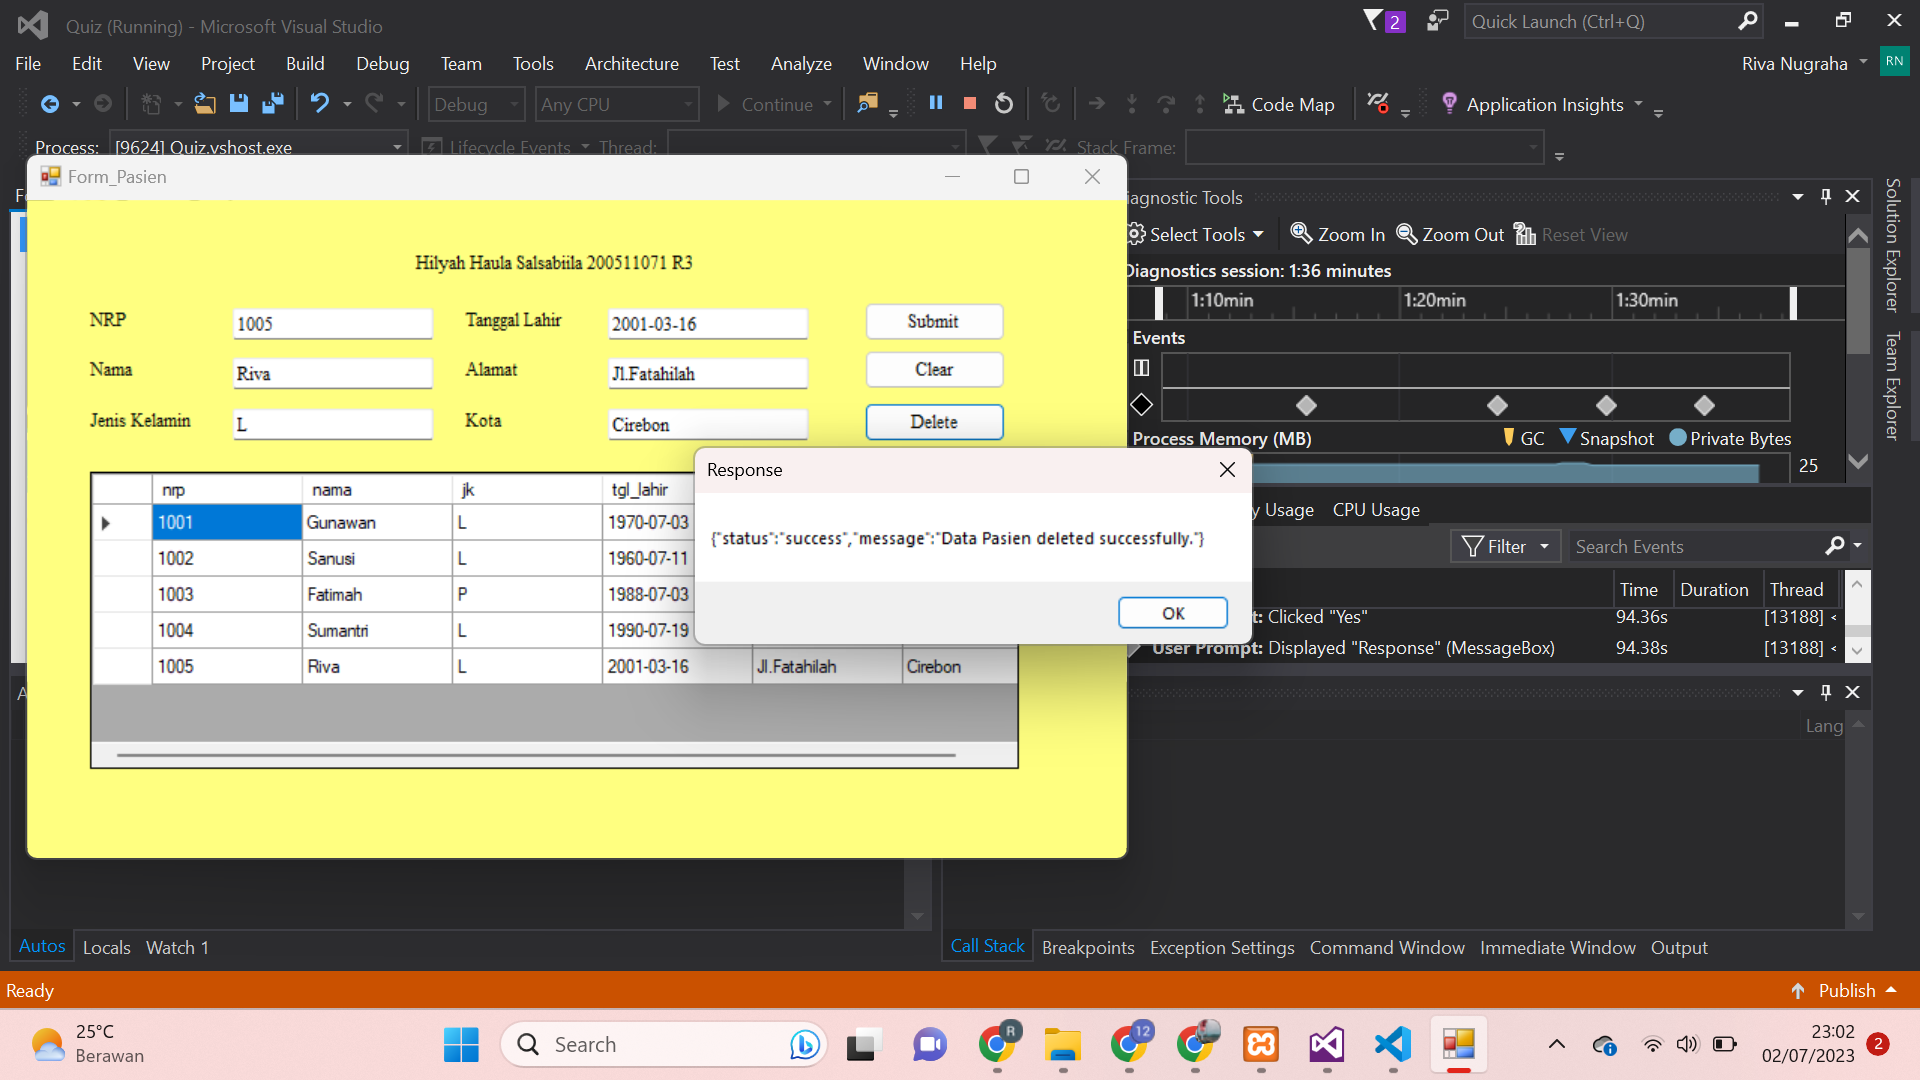 Quiz (Running) - Microsoft Visual Studio
2
Quick Launch (Ctrl+Q)
File Edit View Project Build Debug Team Tools Architecture Test Analyze Window Help
Riva Nugraha RN
Debug Any CPU Continue Code Map Application Insights
Process: [9624] Quiz.vshost.exe Lifecycle Events Thread: Stack Frame:
Form_Pasien
Hilyah Haula Salsabiila 200511071 R3
NRP 1005 Tanggal Lahir 2001-03-16 Submit
Nama Riva Alamat Jl.Fatahilah Clear
Jenis Kelamin L Kota Cirebon Delete
nrp nama jk tgl_lahir
1001 Gunawan L 1970-07-03
1002 Sanusi L 1960-07-11
1003 Fatimah P 1988-07-03
1004 Sumantri L 1990-07-19
1005 Riva L 2001-03-16 Jl.Fatahilah Cirebon
Response
{"status":"success","message":"Data Pasien deleted successfully."}
OK
iagnostic Tools
Select Tools Zoom In Zoom Out Reset View
Diagnostics session: 1:36 minutes
1:10min 1:20min 1:30min
Events
Process Memory (MB) GC Snapshot Private Bytes
25
y Usage CPU Usage
Filter Search Events
Time Duration Thread
t: Clicked "Yes" 94.36s [13188] <
User Prompt: Displayed "Response" (MessageBox) 94.38s [13188] <
Lang
Solution Explorer
Team Explorer
Autos Locals Watch 1
Call Stack Breakpoints Exception Settings Command Window Immediate Window Output
Ready
Publish
25°C
Berawan
Search
R
12
23:02
02/07/2023
2